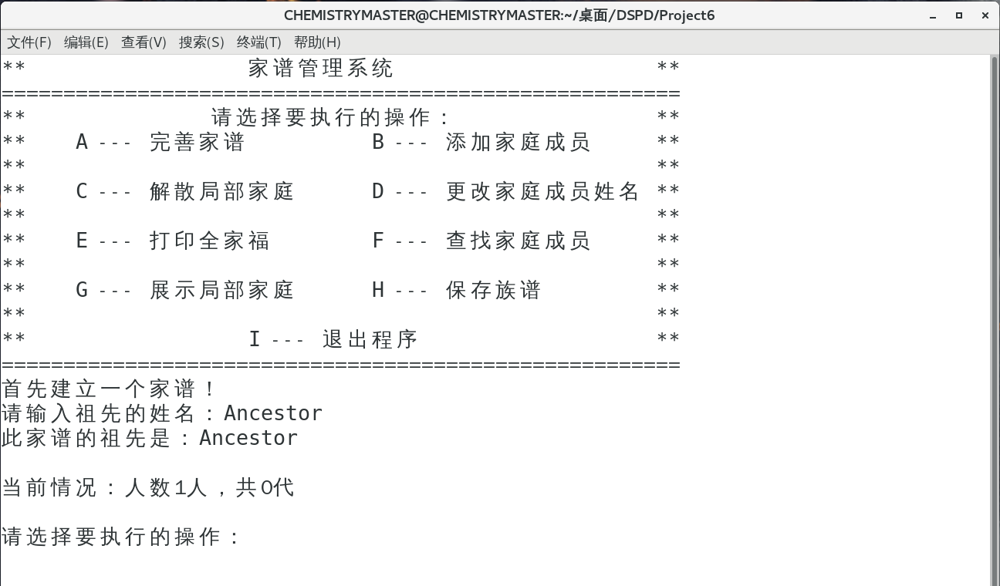 CHEMISTRYMASTER@CHEMISTRYMASTER:~/桌面/DSPD/Project6
文件(F) 编辑(E) 查看(V) 搜索(S) 终端(T) 帮助(H)
** 家谱管理系统 **
======================================================
** 请选择要执行的操作： **
** A --- 完善家谱 B --- 添加家庭成员 **
** **
** C --- 解散局部家庭 D --- 更改家庭成员姓名 **
** **
** E --- 打印全家福 F --- 查找家庭成员 **
** **
** G --- 展示局部家庭 H --- 保存族谱 **
** **
** I --- 退出程序 **
======================================================
首先建立一个家谱！
请输入祖先的姓名：Ancestor
此家谱的祖先是：Ancestor
当前情况：人数1人，共0代
请选择要执行的操作：